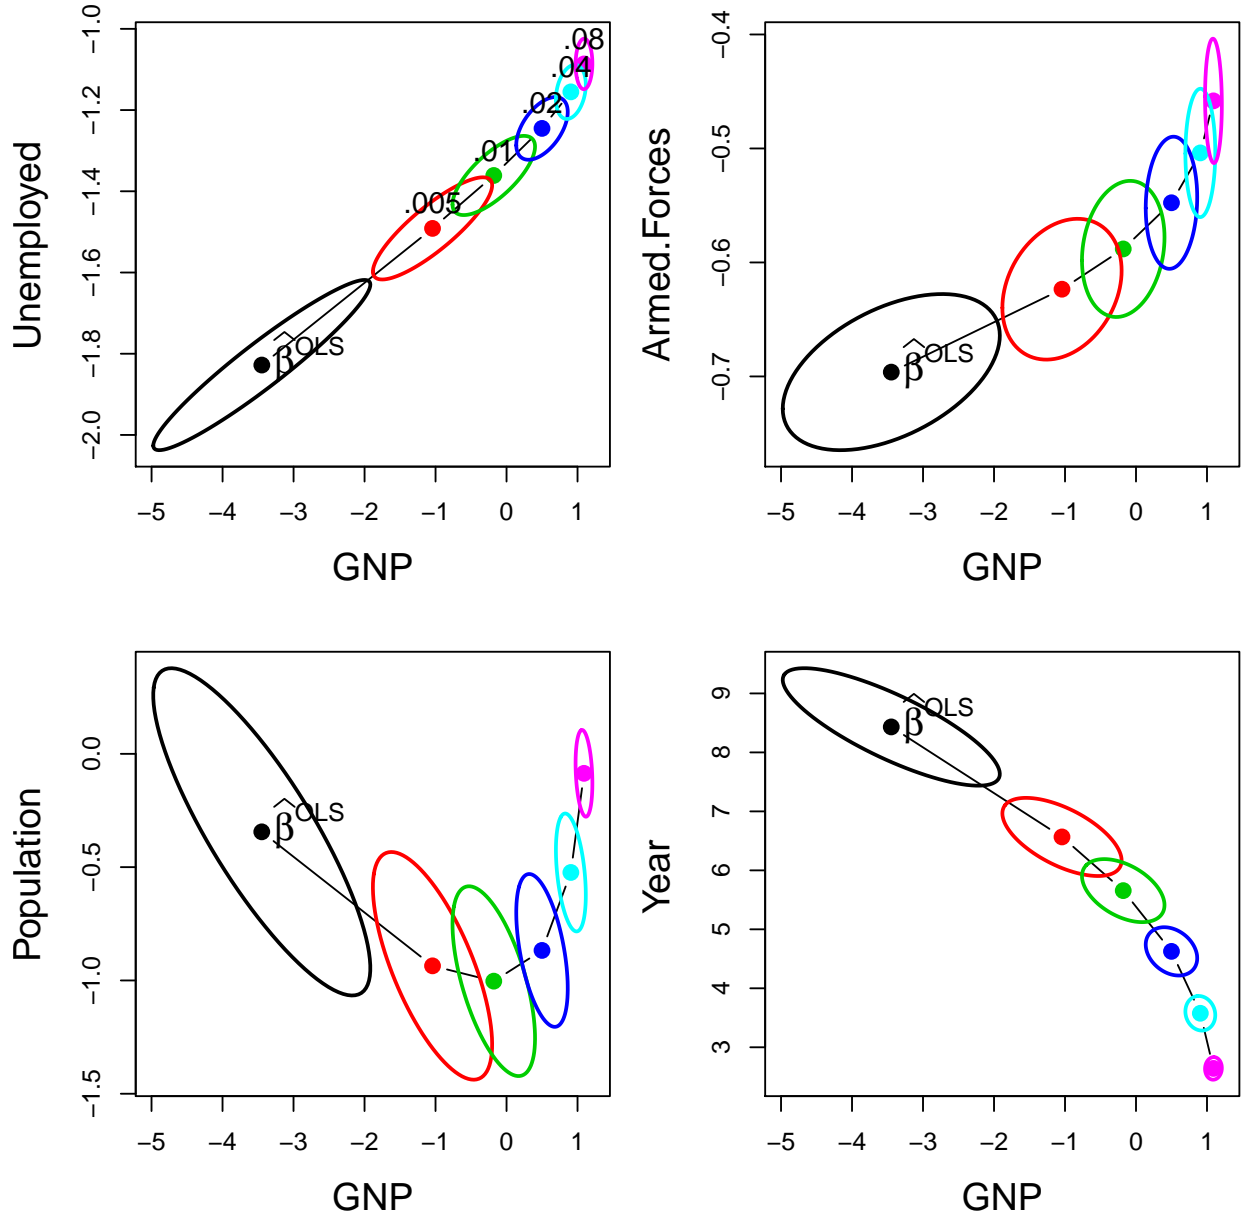 Unemployed
−1.0
−1.2
−1.4
−1.6
−1.8
−2.0
.08
.04
.02
.01
.005
β̂OLS
−5 −4 −3 −2 −1 0 1
GNP
Armed.Forces
−0.4
−0.5
−0.6
−0.7
β̂OLS
−5 −4 −3 −2 −1 0 1
GNP
Population
0.0
−0.5
−1.0
−1.5
β̂OLS
−5 −4 −3 −2 −1 0 1
GNP
Year
9
8
7
6
5
4
3
β̂OLS
−5 −4 −3 −2 −1 0 1
GNP